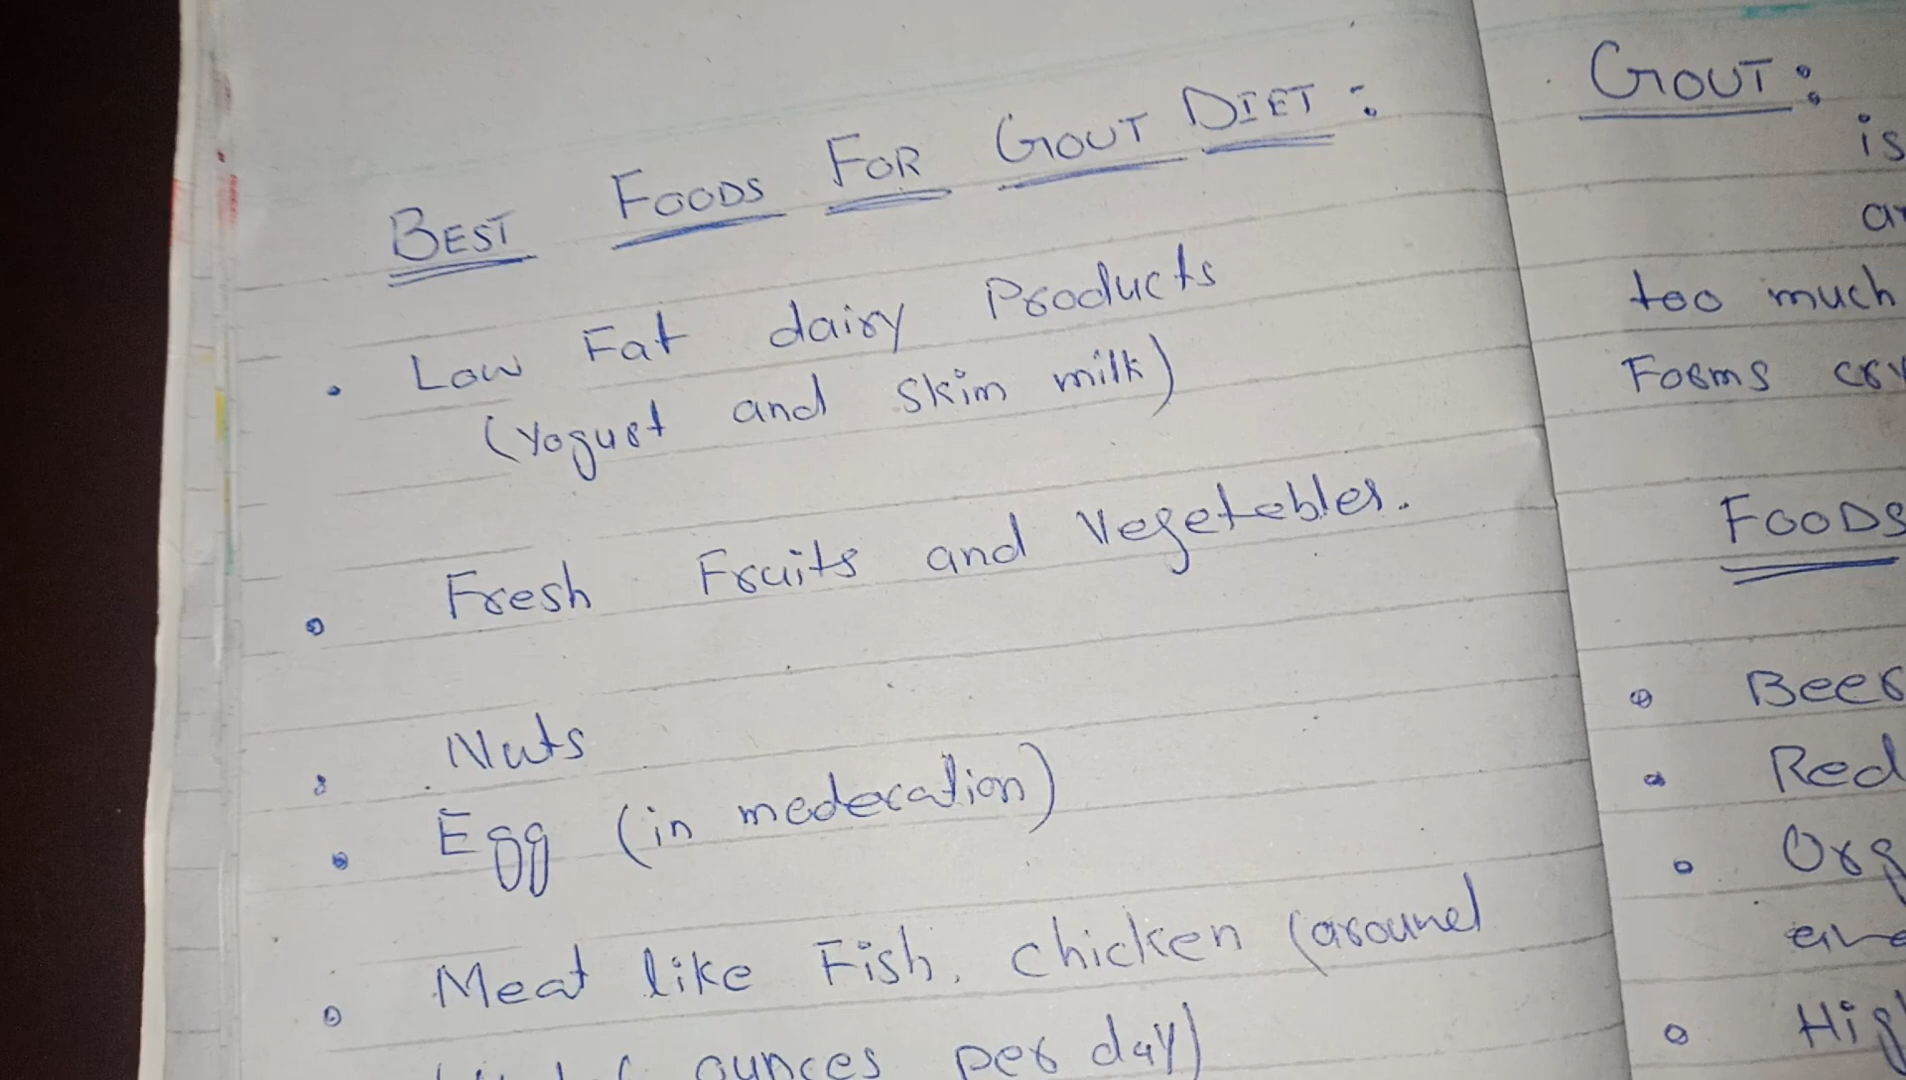 BEST FOODS FOR GOUT DIET :
• Low Fat dairy Products
(Yogurt and Skim milk)
• Fresh Fruits and Vegetables.
• Nuts
• Egg (in moderation)
• Meat like Fish, chicken (around
ounces per day)
GOUT :
is
too much
Forms
FOODS
• Beer
• Red